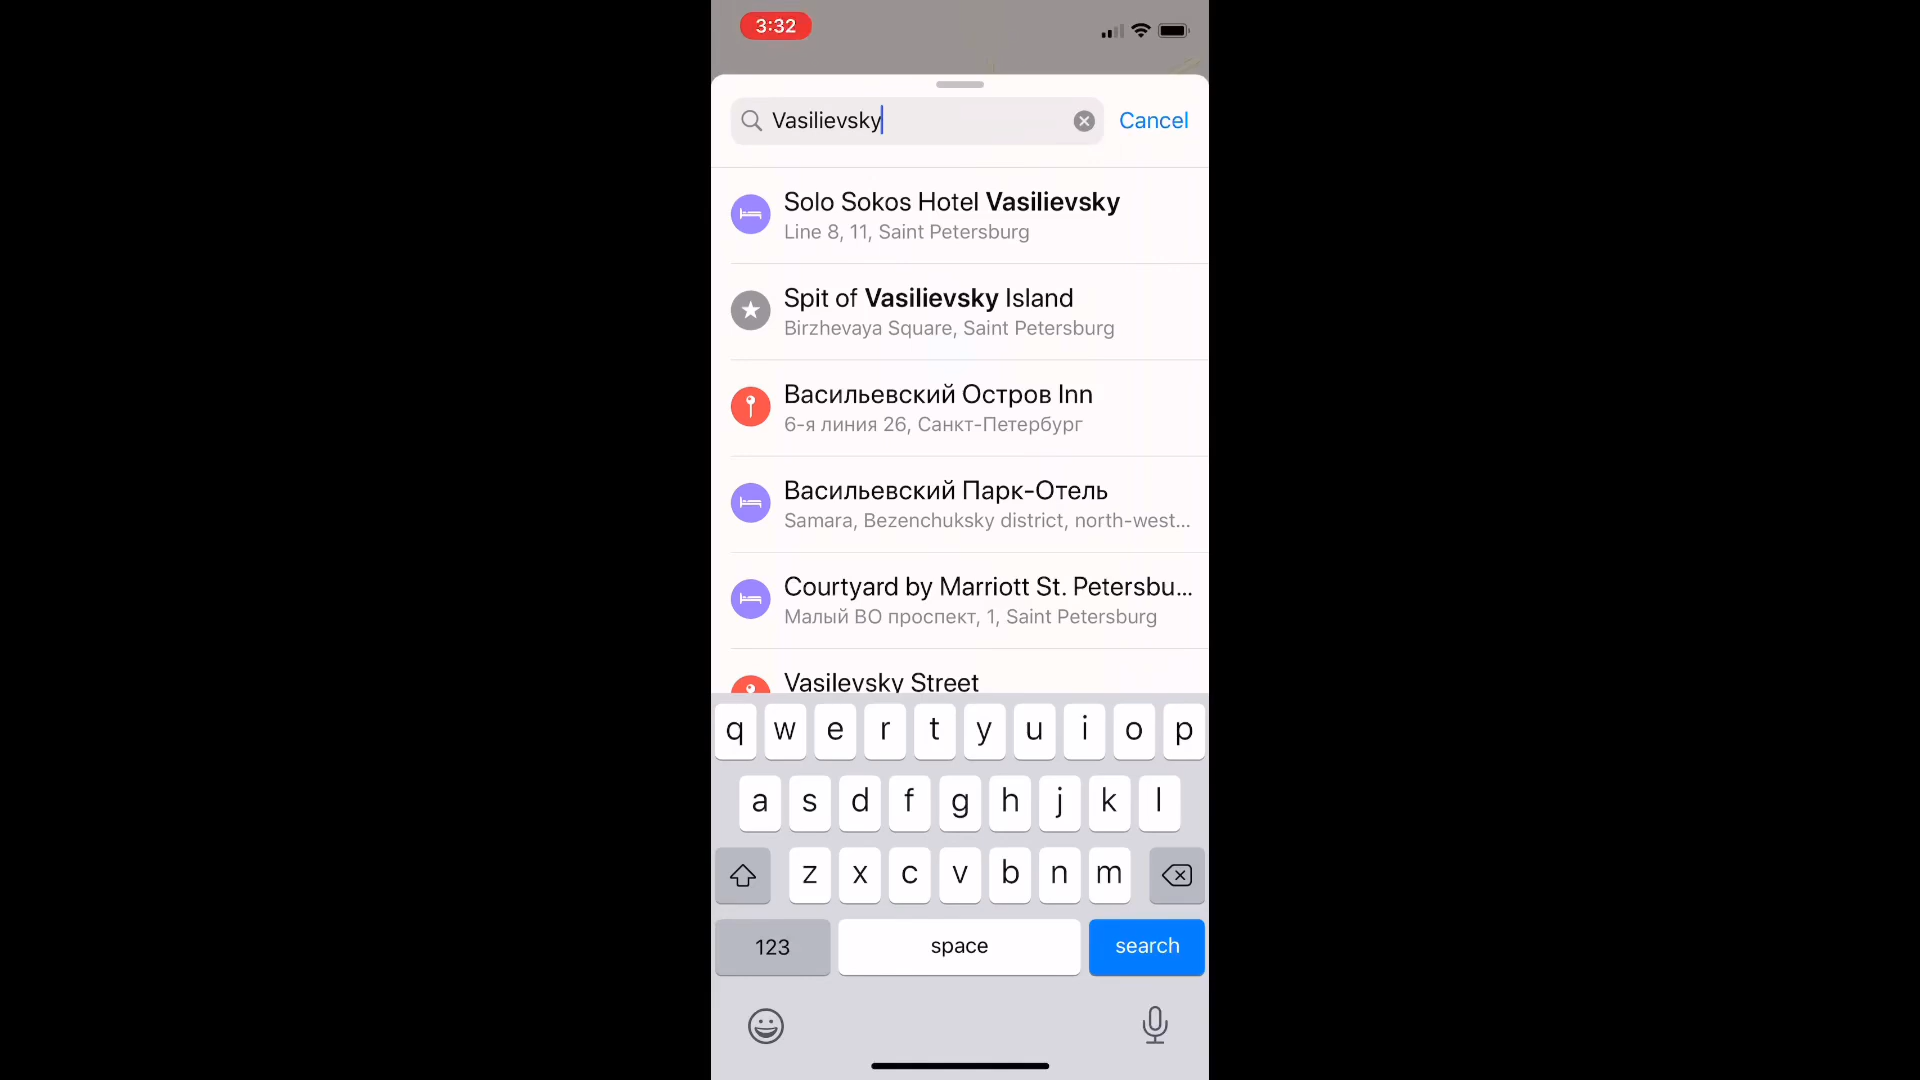 3:32
Vasilievsky
Cancel
Solo Sokos Hotel Vasilievsky
Line 8, 11, Saint Petersburg
Spit of Vasilievsky Island
Birzhevaya Square, Saint Petersburg
Васильевский Остров Inn
6-я линия 26, Санкт-Петербург
Васильевский Парк-Отель
Samara, Bezenchuksky district, north-west...
Courtyard by Marriott St. Petersbu...
Малый ВО проспект, 1, Saint Petersburg
Vasilevsky Street
q w e r t y u i o p
a s d f g h j k l
z x c v b n m
123 space search